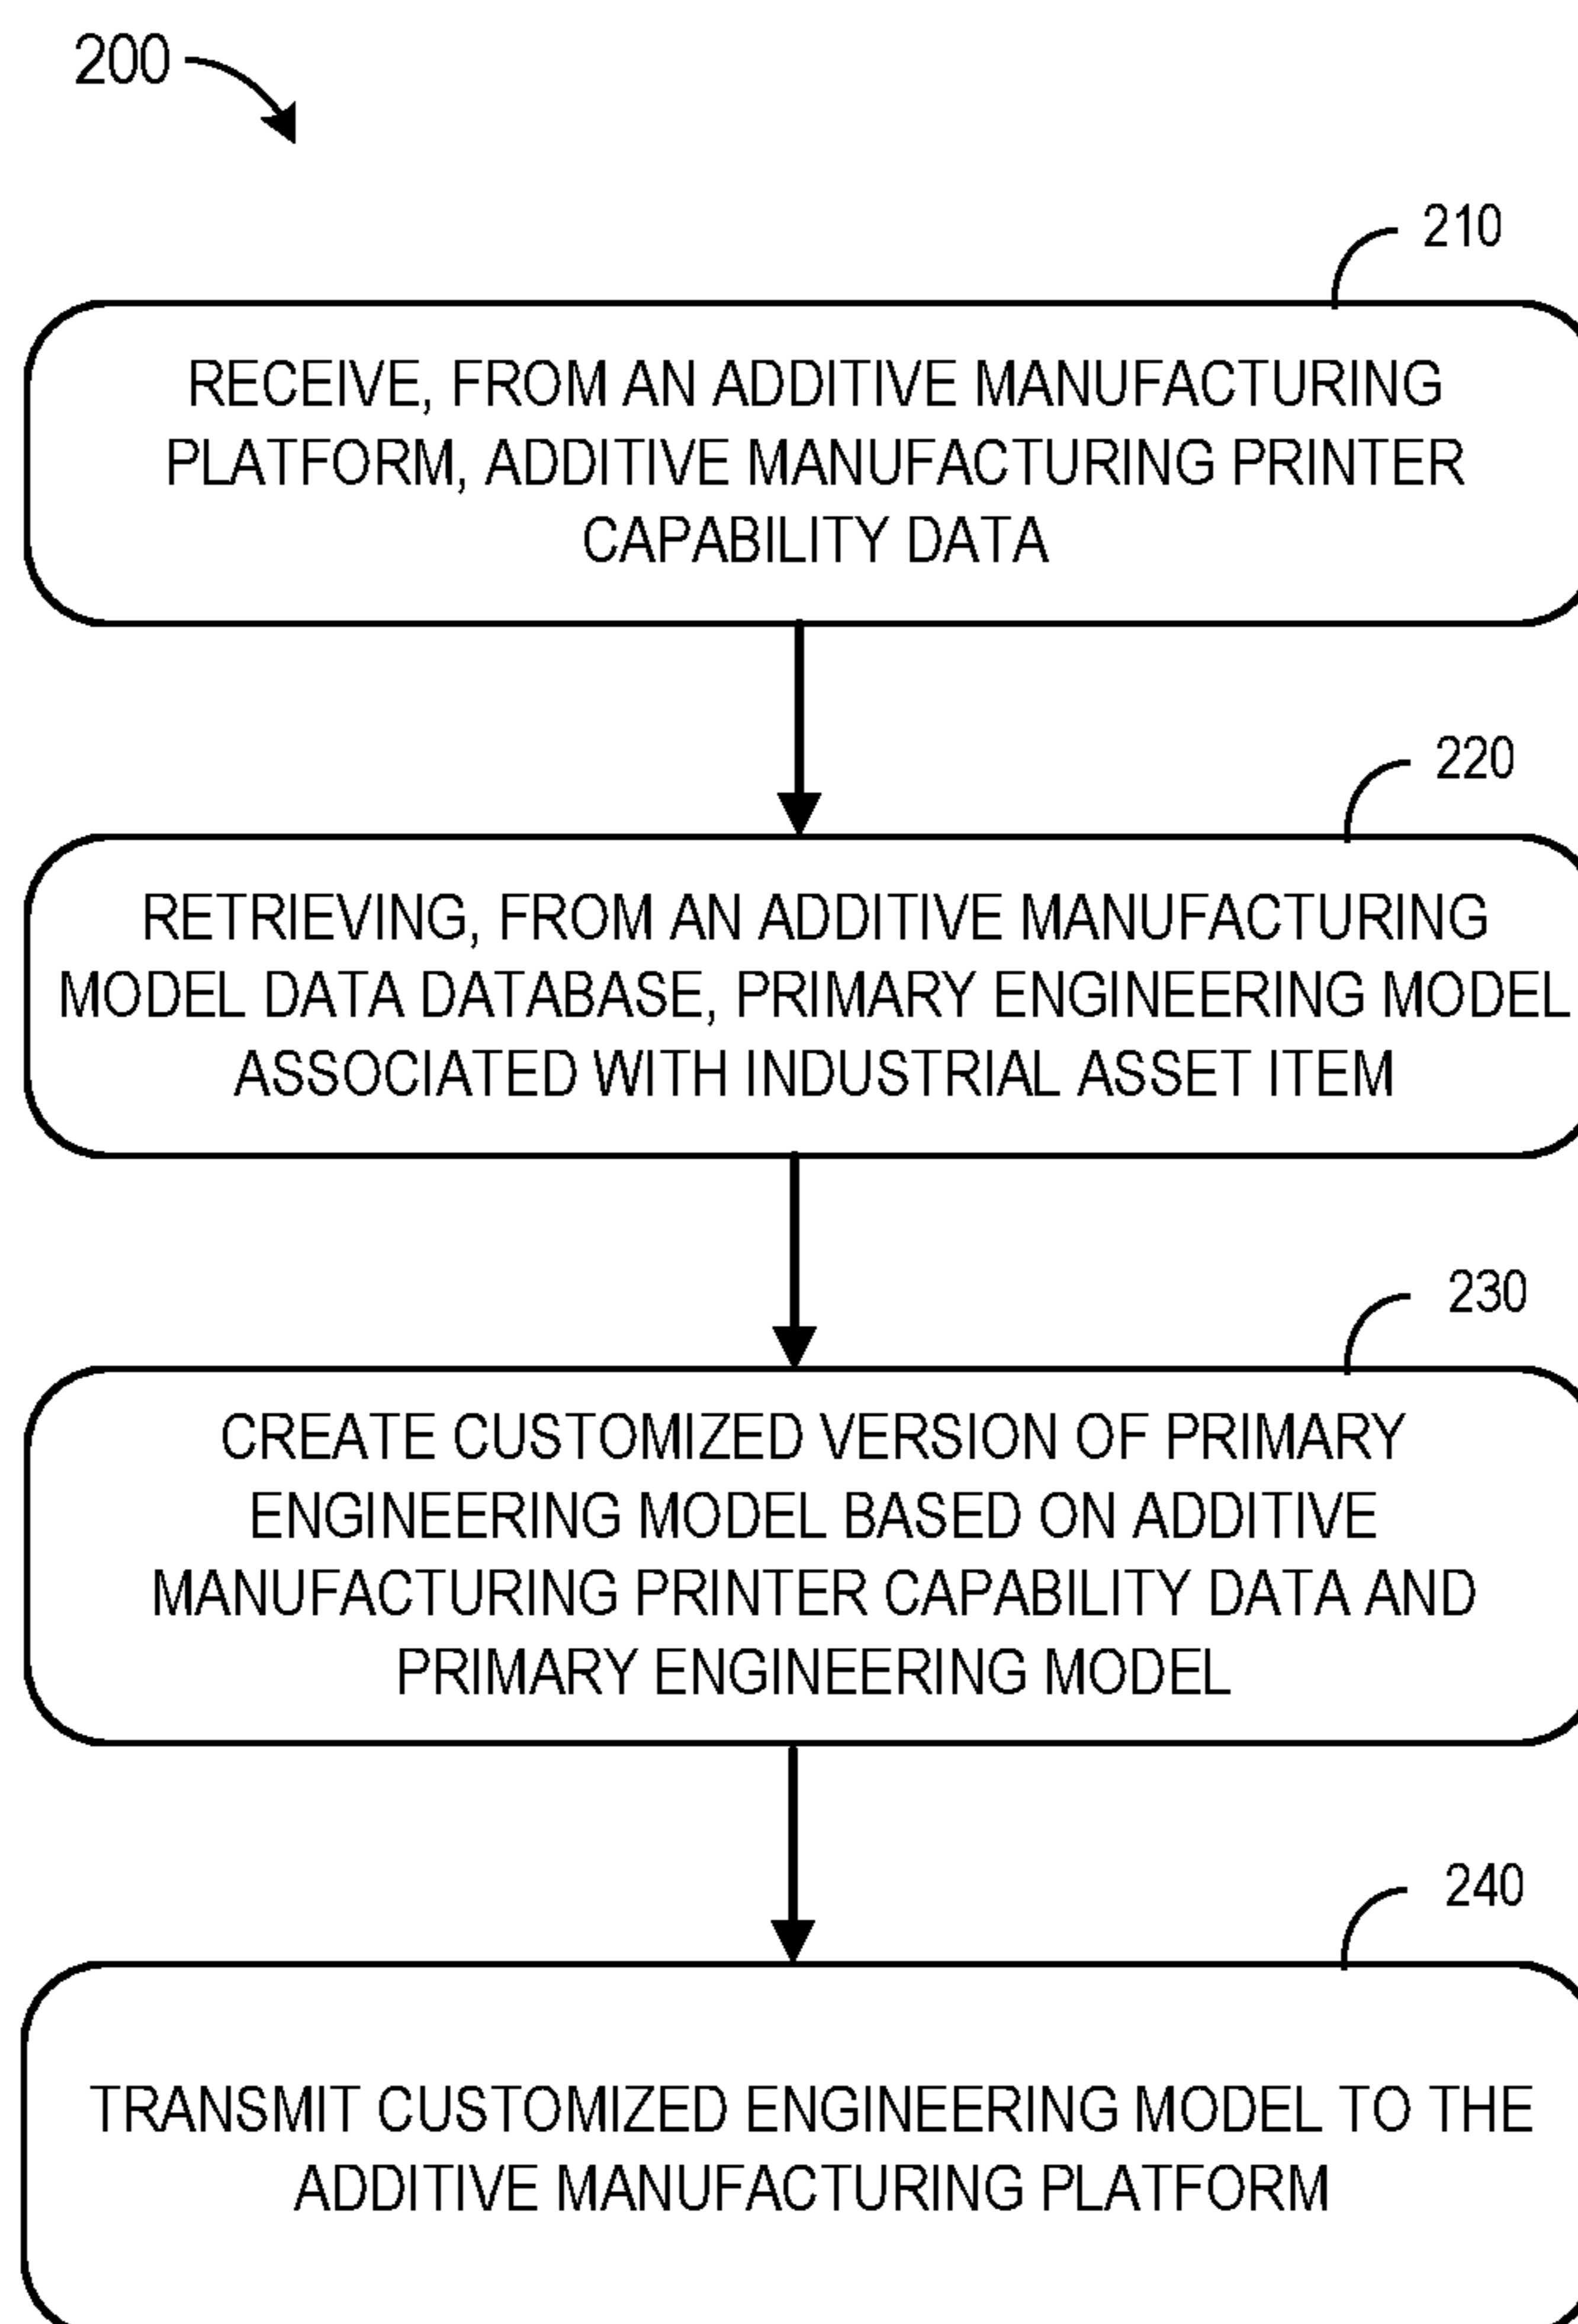 200
210
RECEIVE, FROM AN ADDITIVE MANUFACTURING
PLATFORM, ADDITIVE MANUFACTURING PRINTER
CAPABILITY DATA
220
RETRIEVING, FROM AN ADDITIVE MANUFACTURING
MODEL DATA DATABASE, PRIMARY ENGINEERING MODEL
ASSOCIATED WITH INDUSTRIAL ASSET ITEM
230
CREATE CUSTOMIZED VERSION OF PRIMARY
ENGINEERING MODEL BASED ON ADDITIVE
MANUFACTURING PRINTER CAPABILITY DATA AND
PRIMARY ENGINEERING MODEL
240
TRANSMIT CUSTOMIZED ENGINEERING MODEL TO THE
ADDITIVE MANUFACTURING PLATFORM